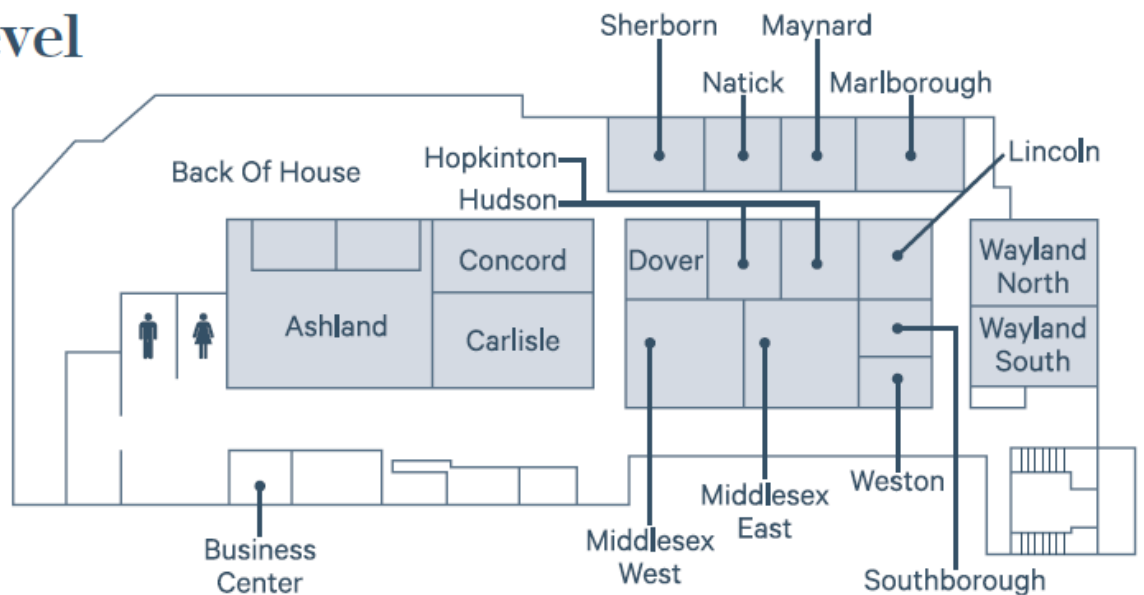 evel
Sherborn
Maynard
Natick
Marlborough
Hopkinton
Lincoln
Back Of House
Hudson
Concord
Dover
Wayland
North
Ashland
Carlisle
Wayland
South
Weston
Middlesex
East
Business
Center
Middlesex
West
Southborough